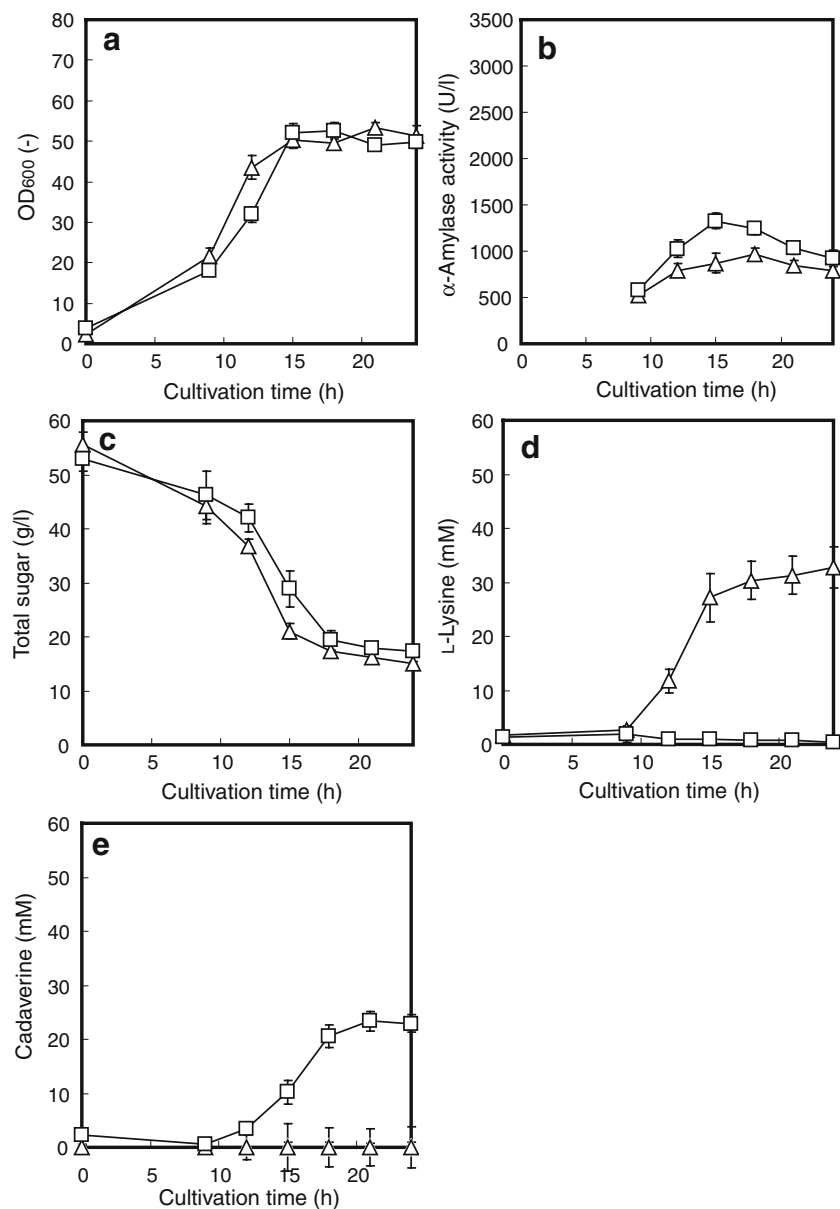 a
80
70
60
50
40
30
20
10
0
OD600 (-)
0 5 10 15 20
Cultivation time (h)
b
3500
3000
2500
2000
1500
1000
500
0
α-Amylase activity (U/l)
0 5 10 15 20
Cultivation time (h)
c
60
50
40
30
20
10
0
Total sugar (g/l)
0 5 10 15 20
Cultivation time (h)
d
60
50
40
30
20
10
0
L-Lysine (mM)
0 5 10 15 20
Cultivation time (h)
e
60
50
40
30
20
10
0
Cadaverine (mM)
0 5 10 15 20
Cultivation time (h)